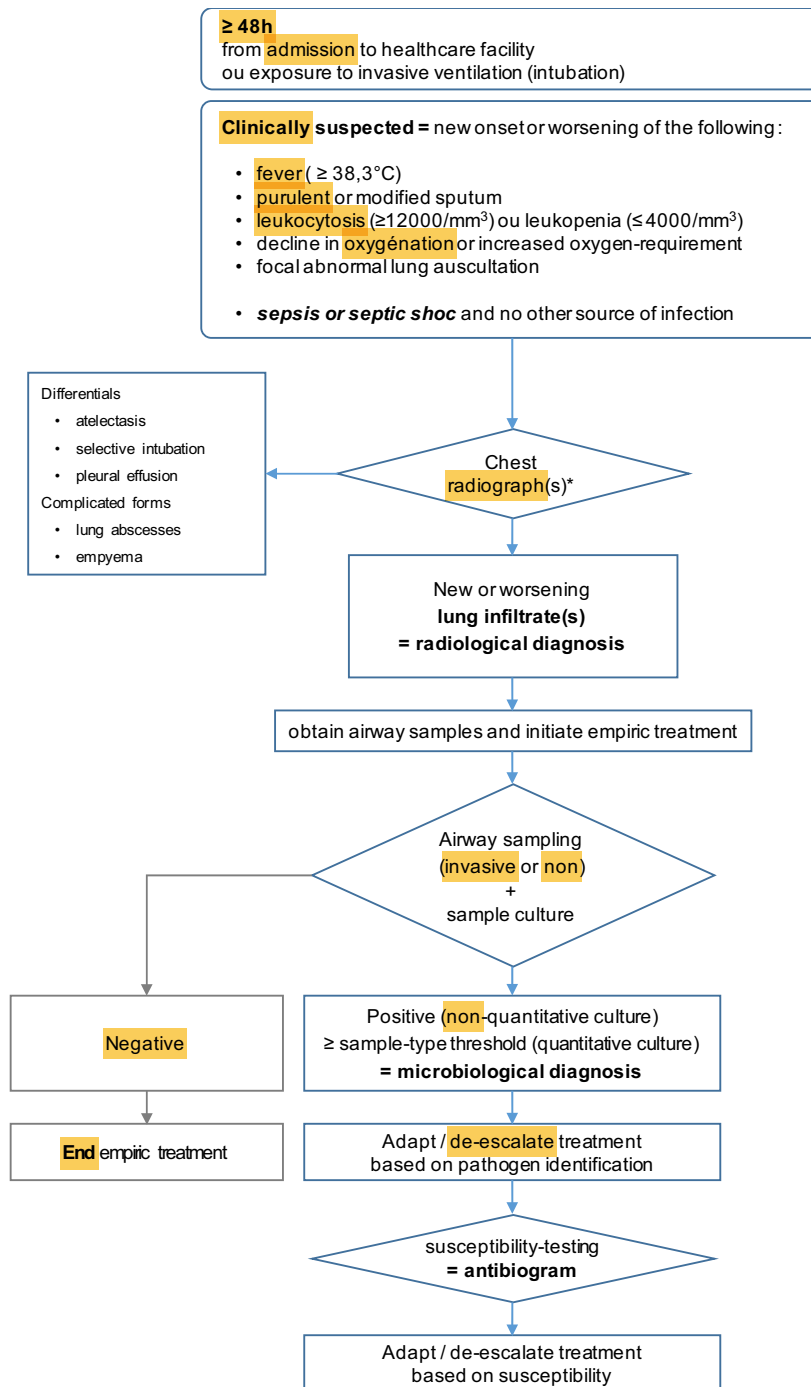 ≥ 48h
from admission to healthcare facility
ou exposure to invasive ventilation (intubation)
Clinically suspected = new onset or worsening of the following :
• fever ( ≥ 38,3°C)
• purulent or modified sputum
• leukocytosis (≥12000/mm³) ou leukopenia (≤ 4000/mm³)
• decline in oxygénation or increased oxygen-requirement
• focal abnormal lung auscultation
• sepsis or septic shoc and no other source of infection
Differentials
• atelectasis
• selective intubation
• pleural effusion
Complicated forms
• lung abscesses
• empyema
Chest
radiograph(s)*
New or worsening
lung infiltrate(s)
= radiological diagnosis
obtain airway samples and initiate empiric treatment
Airway sampling
(invasive or non)
+
sample culture
Negative
Positive (non-quantitative culture)
≥ sample-type threshold (quantitative culture)
= microbiological diagnosis
End empiric treatment
Adapt / de-escalate treatment
based on pathogen identification
susceptibility-testing
= antibiogram
Adapt / de-escalate treatment
based on susceptibility